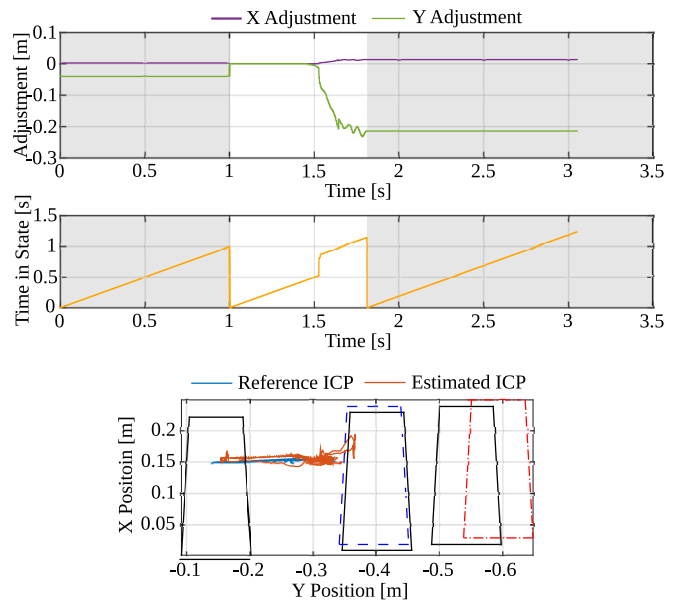 X Adjustment Y Adjustment
Adjustment [m]
0.1
0
-0.1
-0.2
-0.3
0 0.5 1 1.5 2 2.5 3 3.5
Time [s]
Time in State [s]
1.5
1
0.5
0
0 0.5 1 1.5 2 2.5 3 3.5
Time [s]
Reference ICP Estimated ICP
X Positoin [m]
0.2
0.15
0.1
0.05
-0.1 -0.2 -0.3 -0.4 -0.5 -0.6
Y Position [m]